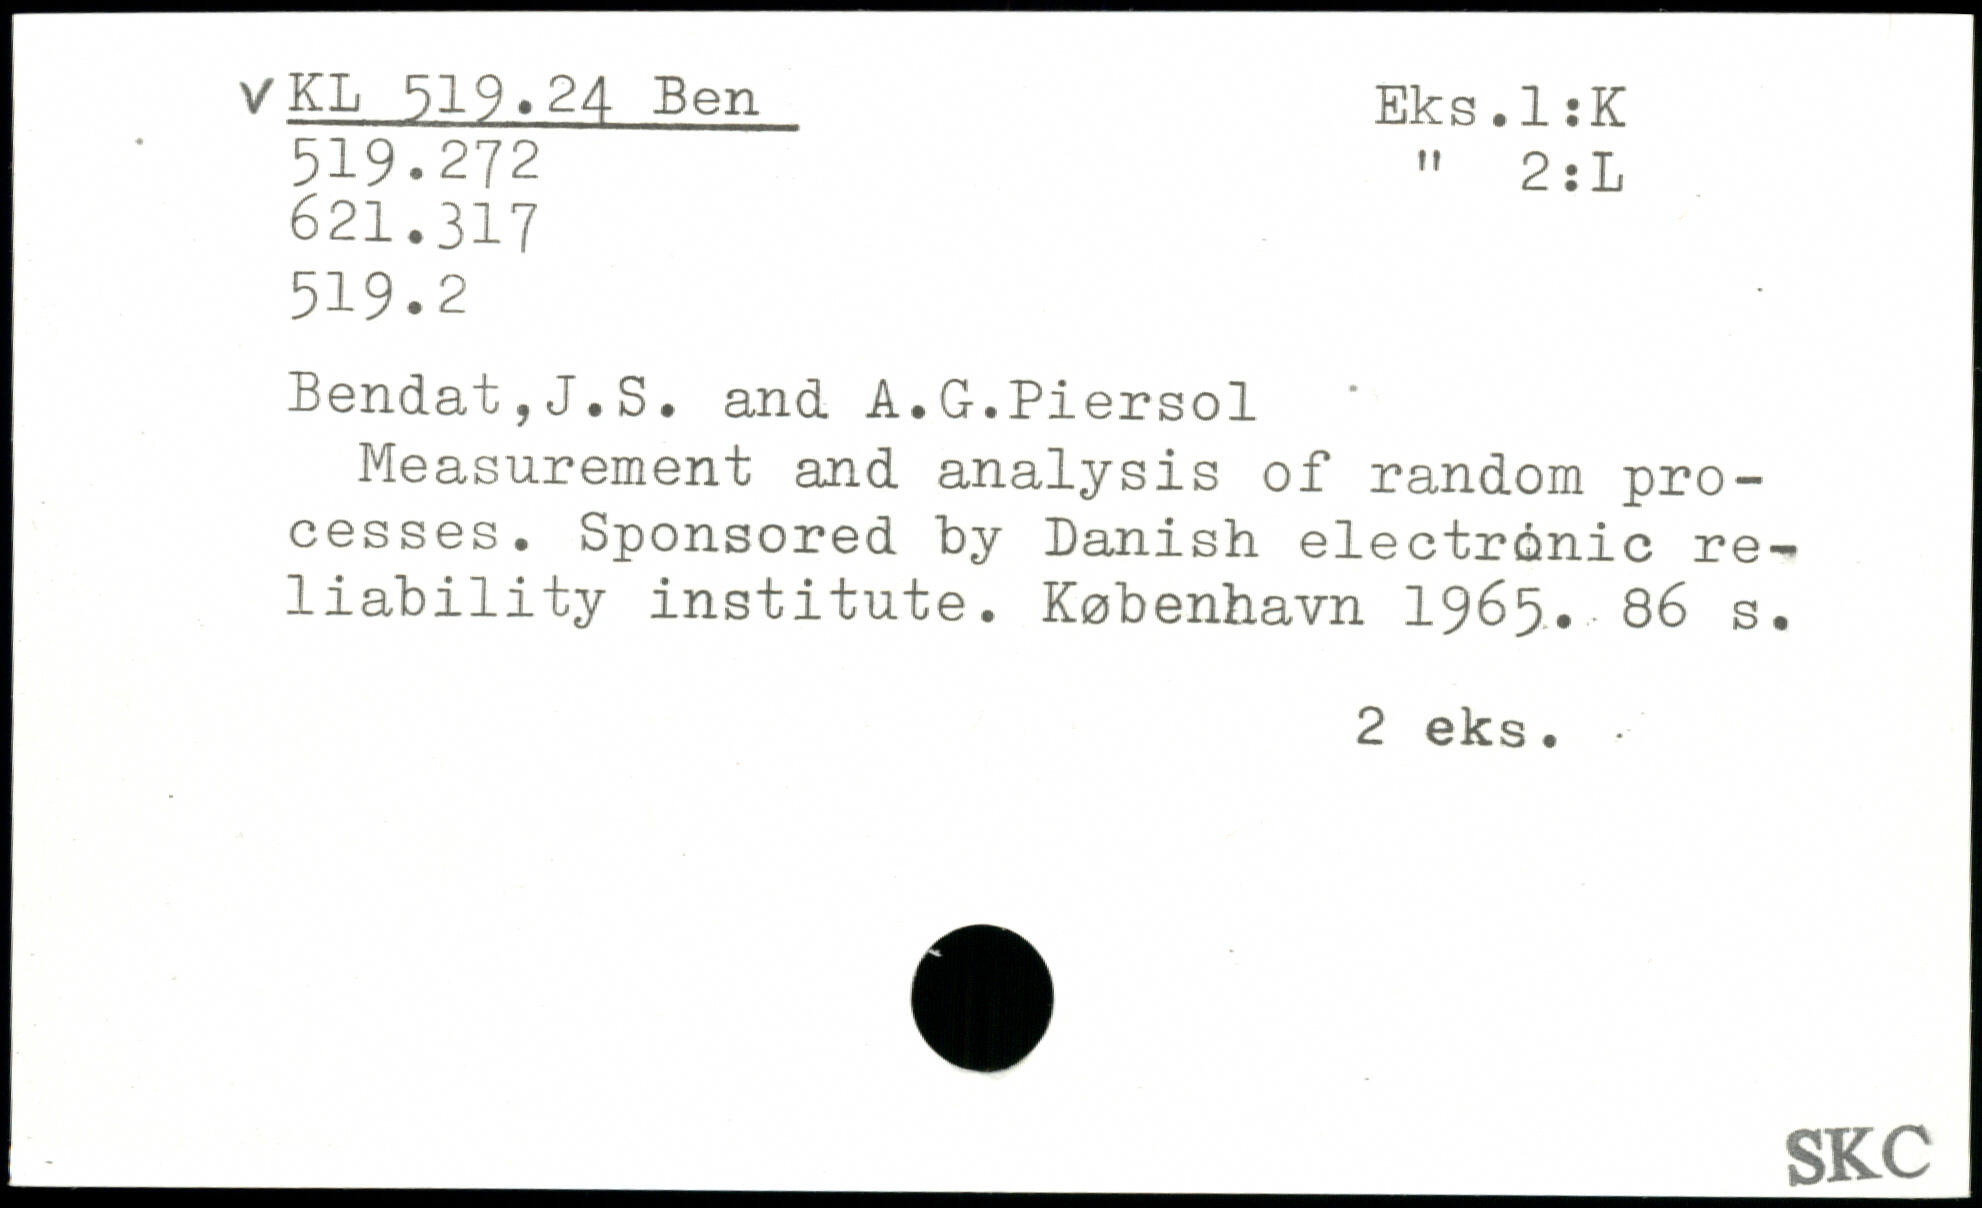 v KL 519.24 Ben
Eks.1:K
" 2:L
519.272
621.317
519.2
Bendat,J.S. and A.G.Piersol
Measurement and analysis of random pro-
cesses. Sponsored by Danish electronic re-
liability institute. København 1965. 86 s.
2 eks.
SKC